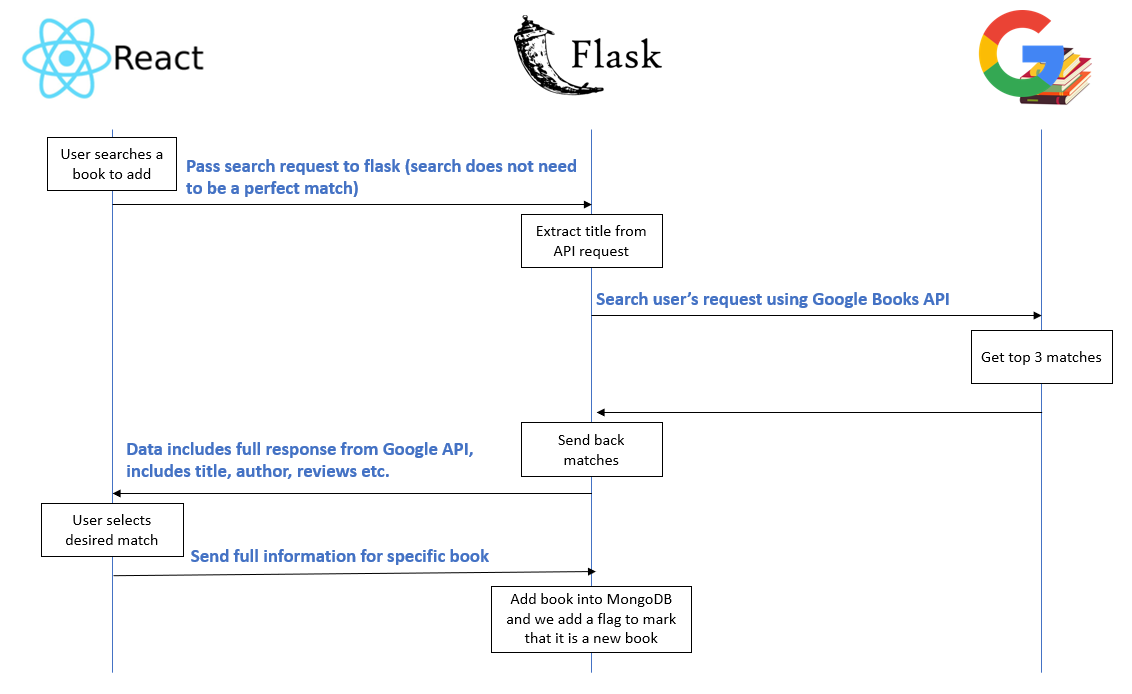 React
Flask
User searches a
book to add
Pass search request to flask (search does not need
to be a perfect match)
Extract title from
API request
Search user's request using Google Books API
Get top 3 matches
Send back
matches
Data includes full response from Google API,
includes title, author, reviews etc.
User selects
desired match
Send full information for specific book
Add book into MongoDB
and we add a flag to mark
that it is a new book